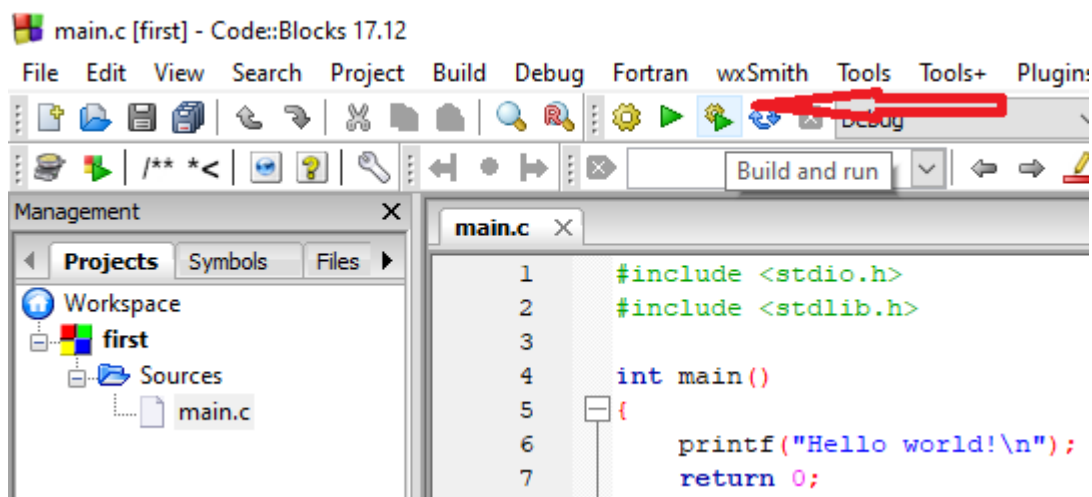 main.c [first] - Code::Blocks 17.12
File Edit View Search Project Build Debug Fortran wxSmith Tools Tools+ Plugins
Debug
/** *<
Build and run
Management
main.c
Projects Symbols Files
Workspace
first
Sources
main.c
1 #include <stdio.h>
2 #include <stdlib.h>
3
4 int main()
5 {
6 printf("Hello world!\n");
7 return 0;